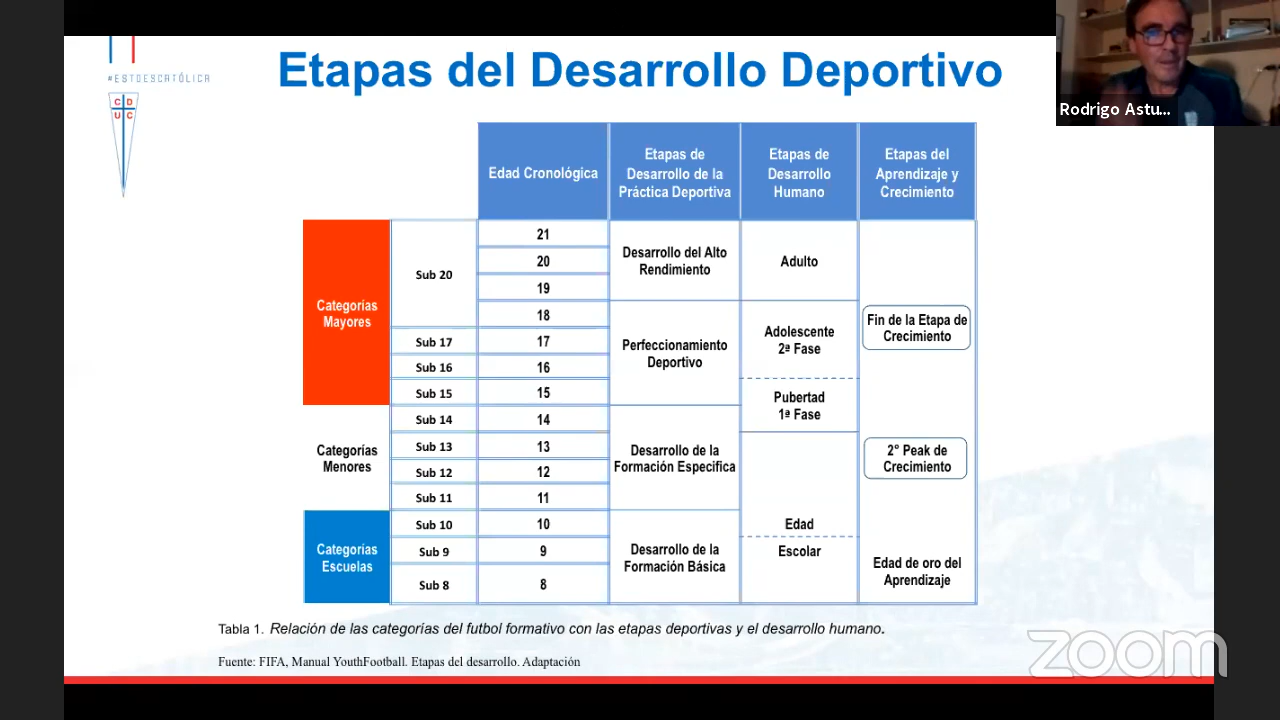 #ESTOESCATÓLICA
CD
UC
Etapas del Desarrollo Deportivo
Rodrigo Astu...
Edad Cronológica
Etapas de
Desarrollo de la
Práctica Deportiva
Etapas de
Desarrollo
Humano
Etapas del
Aprendizaje y
Crecimiento
Categorías
Mayores
Sub 20
21
20
19
18
Sub 17
17
Sub 16
16
Sub 15
15
Desarrollo del Alto
Rendimiento
Adulto
Perfeccionamiento
Deportivo
Adolescente
2ª Fase
Pubertad
1ª Fase
Fin de la Etapa de
Crecimiento
Categorías
Menores
Sub 14
14
Sub 13
13
Sub 12
12
Sub 11
11
Desarrollo de la
Formación Especifica
2° Peak de
Crecimiento
Categorías
Escuelas
Sub 10
10
Sub 9
9
Sub 8
8
Desarrollo de la
Formación Básica
Edad
Escolar
Edad de oro del
Aprendizaje
Tabla 1. Relación de las categorías del futbol formativo con las etapas deportivas y el desarrollo humano.
Fuente: FIFA, Manual YouthFootball. Etapas del desarrollo. Adaptación
zoom